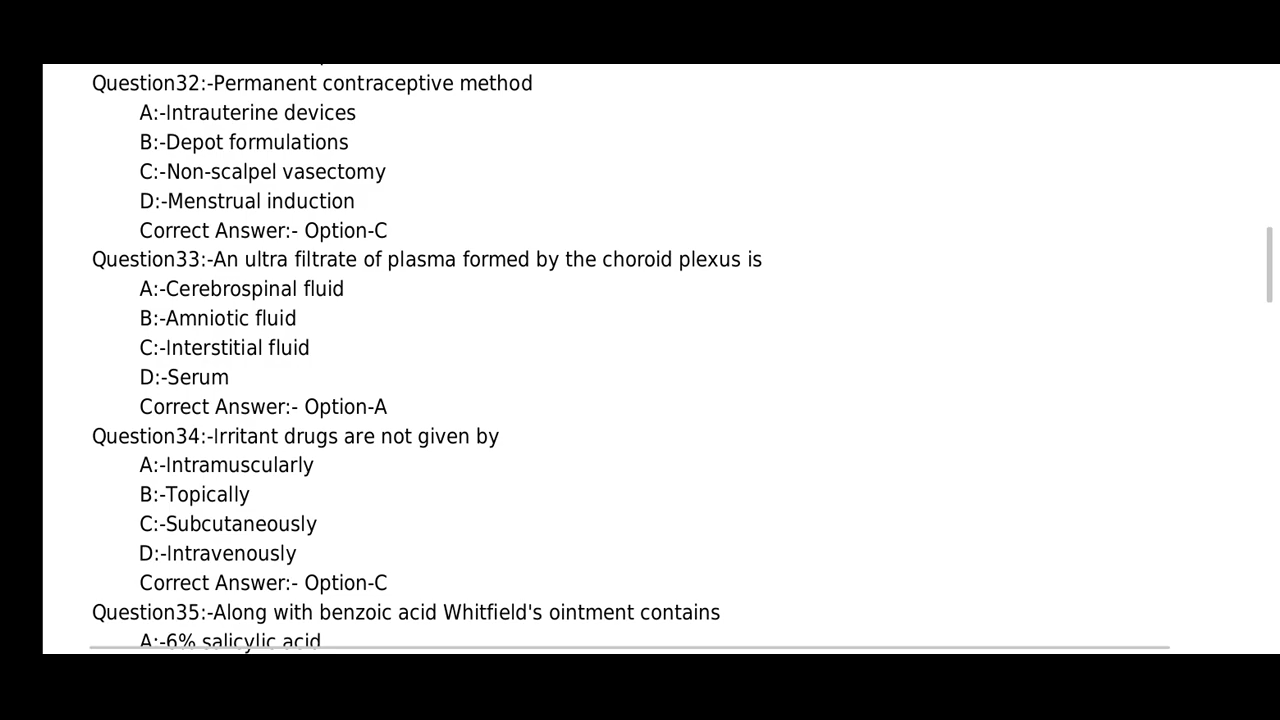 Question32:-Permanent contraceptive method
A:-Intrauterine devices
B:-Depot formulations
C:-Non-scalpel vasectomy
D:-Menstrual induction
Correct Answer:- Option-C
Question33:-An ultra filtrate of plasma formed by the choroid plexus is
A:-Cerebrospinal fluid
B:-Amniotic fluid
C:-Interstitial fluid
D:-Serum
Correct Answer:- Option-A
Question34:-Irritant drugs are not given by
A:-Intramuscularly
B:-Topically
C:-Subcutaneously
D:-Intravenously
Correct Answer:- Option-C
Question35:-Along with benzoic acid Whitfield's ointment contains
A:-6% salicylic acid